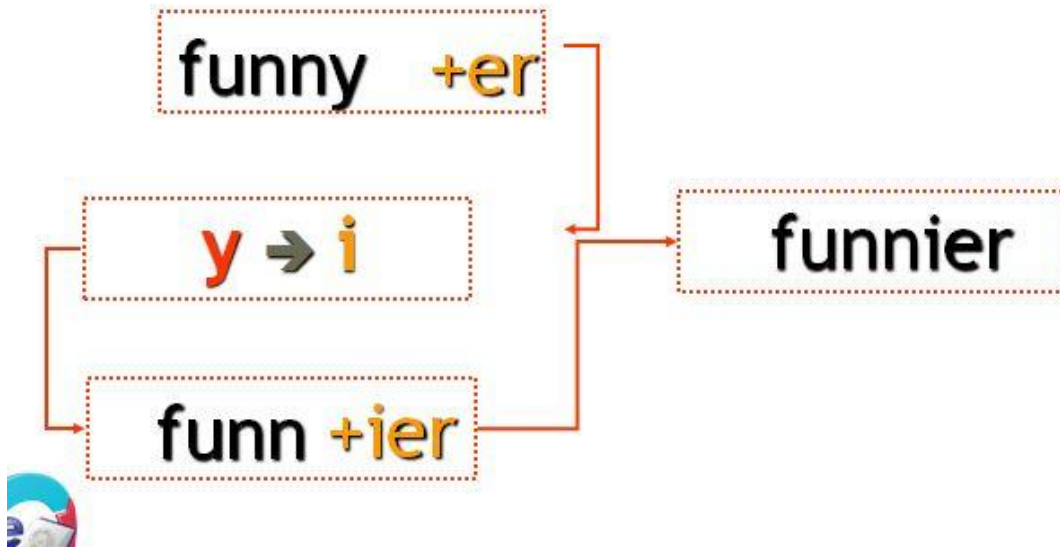 funny +er
y → i
funn +ier
funnier
e